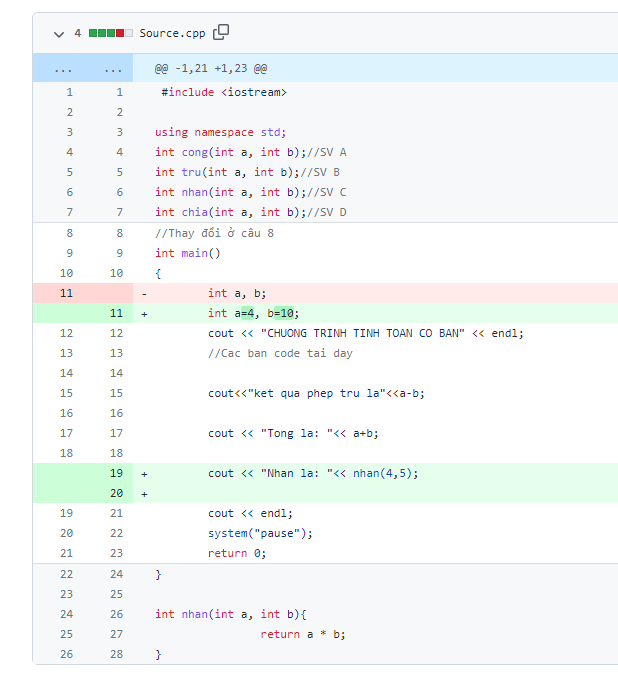 4 Source.cpp
... ... @@ -1,21 +1,23 @@
1 1 #include <iostream>
2 2
3 3 using namespace std;
4 4 int cong(int a, int b);//SV A
5 5 int tru(int a, int b);//SV B
6 6 int nhan(int a, int b);//SV C
7 7 int chia(int a, int b);//SV D
8 8 //Thay đổi ở câu 8
9 9 int main()
10 10 {
11 - int a, b;
11 + int a=4, b=10;
12 12 cout << "CHUONG TRINH TINH TOAN CO BAN" << endl;
13 13 //Cac ban code tai day
14 14
15 15 cout<<"ket qua phep tru la"<<a-b;
16 16
17 17 cout << "Tong la: "<< a+b;
18 18
19 + cout << "Nhan la: "<< nhan(4,5);
20 +
19 21 cout << endl;
20 22 system("pause");
21 23 return 0;
22 24 }
23 25
24 26 int nhan(int a, int b){
25 27 return a * b;
26 28 }